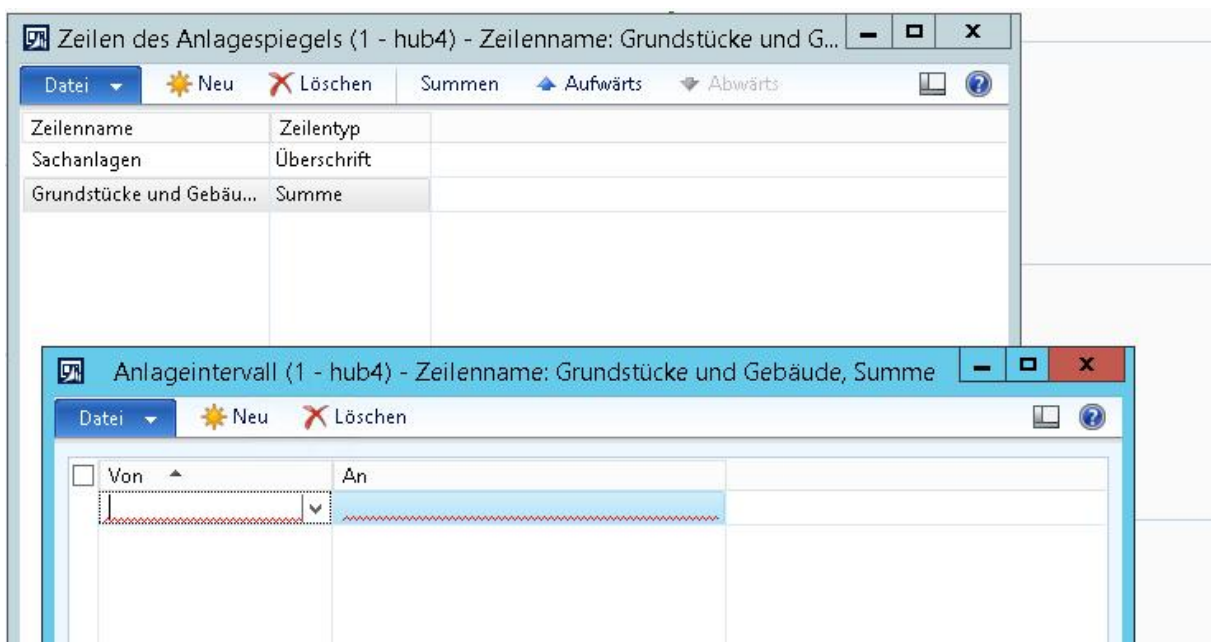 Zeilen des Anlagespiegels (1 - hub4) - Zeilenname: Grundstücke und G...
Datei Neu Löschen Summen Aufwärts Abwärts
Zeilenname Zeilentyp
Sachanlagen Überschrift
Grundstücke und Gebäu... Summe
Anlageintervall (1 - hub4) - Zeilenname: Grundstücke und Gebäude, Summe
Datei Neu Löschen
Von An